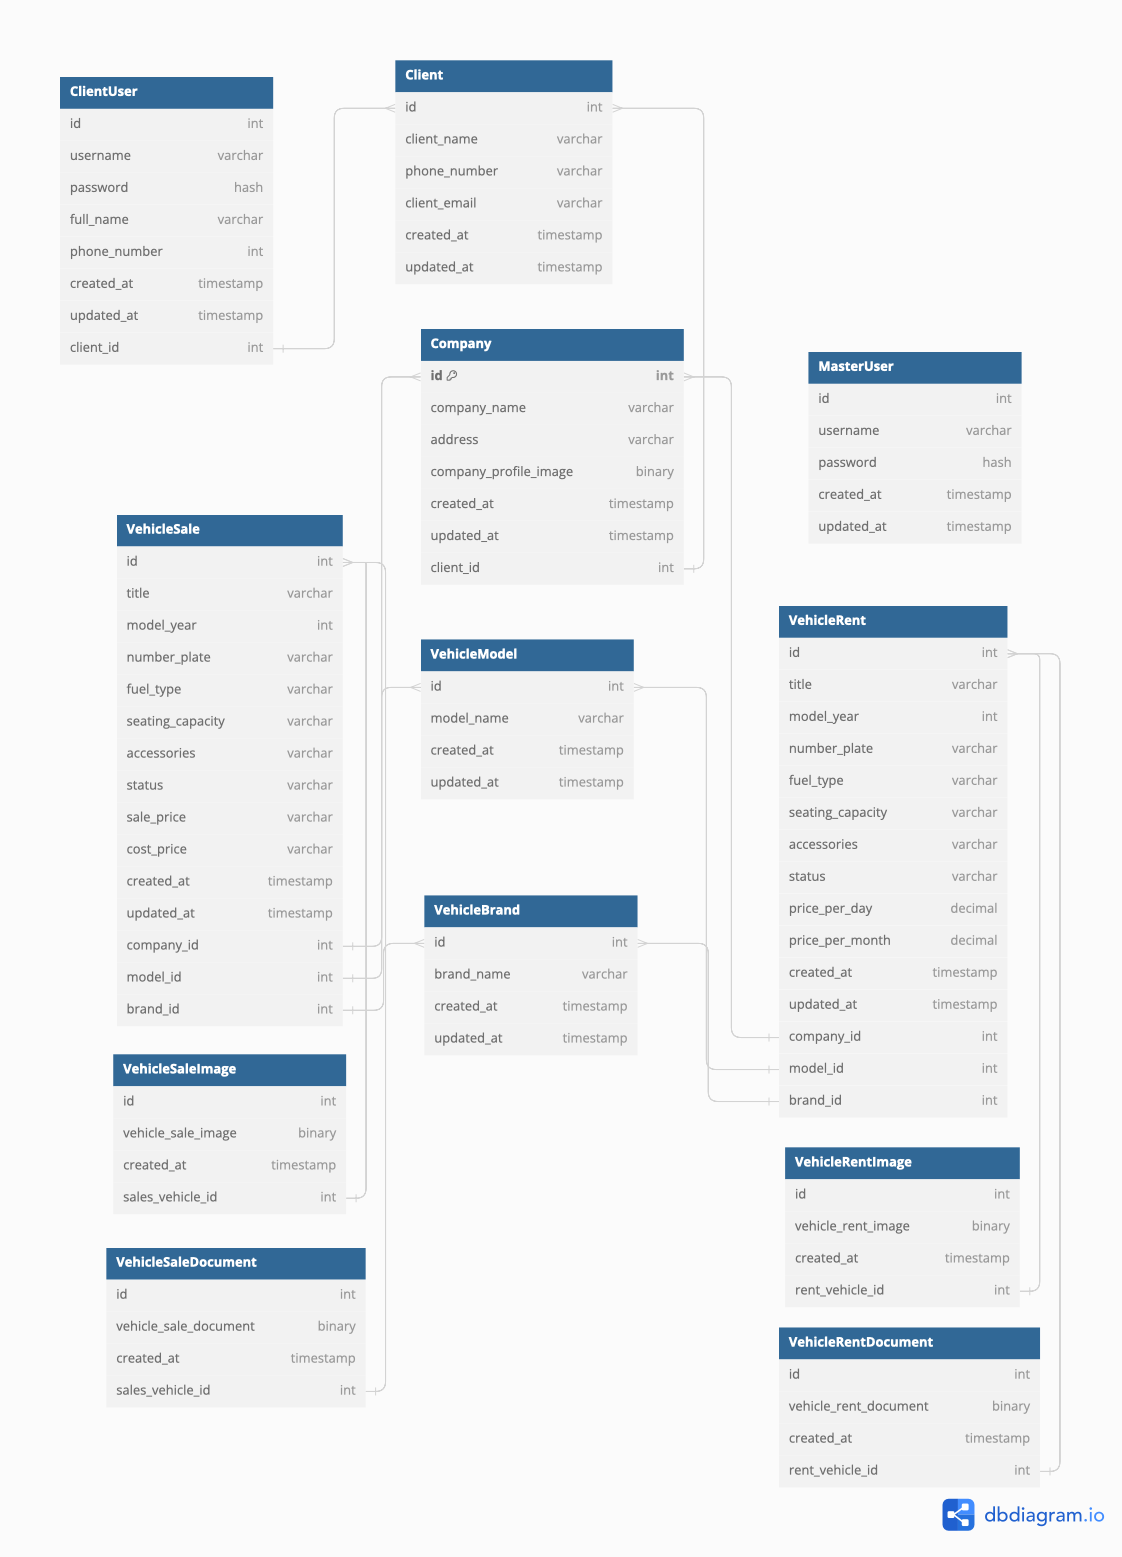 ClientUser
id int
username varchar
password hash
full_name varchar
phone_number int
created_at timestamp
updated_at timestamp
client_id int
Client
id int
client_name varchar
phone_number varchar
client_email varchar
created_at timestamp
updated_at timestamp
Company
id int
company_name varchar
address varchar
company_profile_image binary
created_at timestamp
updated_at timestamp
client_id int
MasterUser
id int
username varchar
password hash
created_at timestamp
updated_at timestamp
VehicleSale
id int
title varchar
model_year int
number_plate varchar
fuel_type varchar
seating_capacity varchar
accessories varchar
status varchar
sale_price varchar
cost_price varchar
created_at timestamp
updated_at timestamp
company_id int
model_id int
brand_id int
VehicleModel
id int
model_name varchar
created_at timestamp
updated_at timestamp
VehicleRent
id int
title varchar
model_year int
number_plate varchar
fuel_type varchar
seating_capacity varchar
accessories varchar
status varchar
price_per_day decimal
price_per_month decimal
created_at timestamp
updated_at timestamp
company_id int
model_id int
brand_id int
VehicleBrand
id int
brand_name varchar
created_at timestamp
updated_at timestamp
VehicleSaleImage
id int
vehicle_sale_image binary
created_at timestamp
sales_vehicle_id int
VehicleRentImage
id int
vehicle_rent_image binary
created_at timestamp
rent_vehicle_id int
VehicleSaleDocument
id int
vehicle_sale_document binary
created_at timestamp
sales_vehicle_id int
VehicleRentDocument
id int
vehicle_rent_document binary
created_at timestamp
rent_vehicle_id int
dbdiagram.io